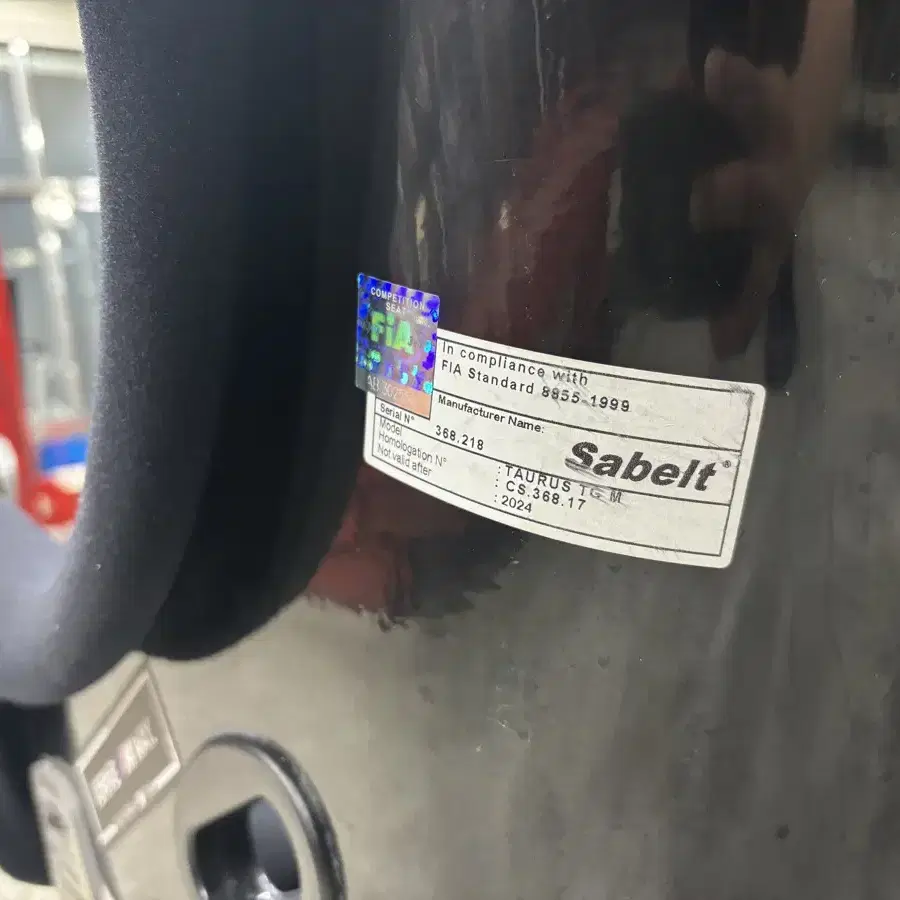 COMPETITION
SEAT
FiA
In compliance with
FIA Standard 8855-1999
Manufacturer Name:
Sabelt®
Serial N° 368.218
Model : TAURUS TG M
Homologation N° : CS.368.17
Not valid after : 2024